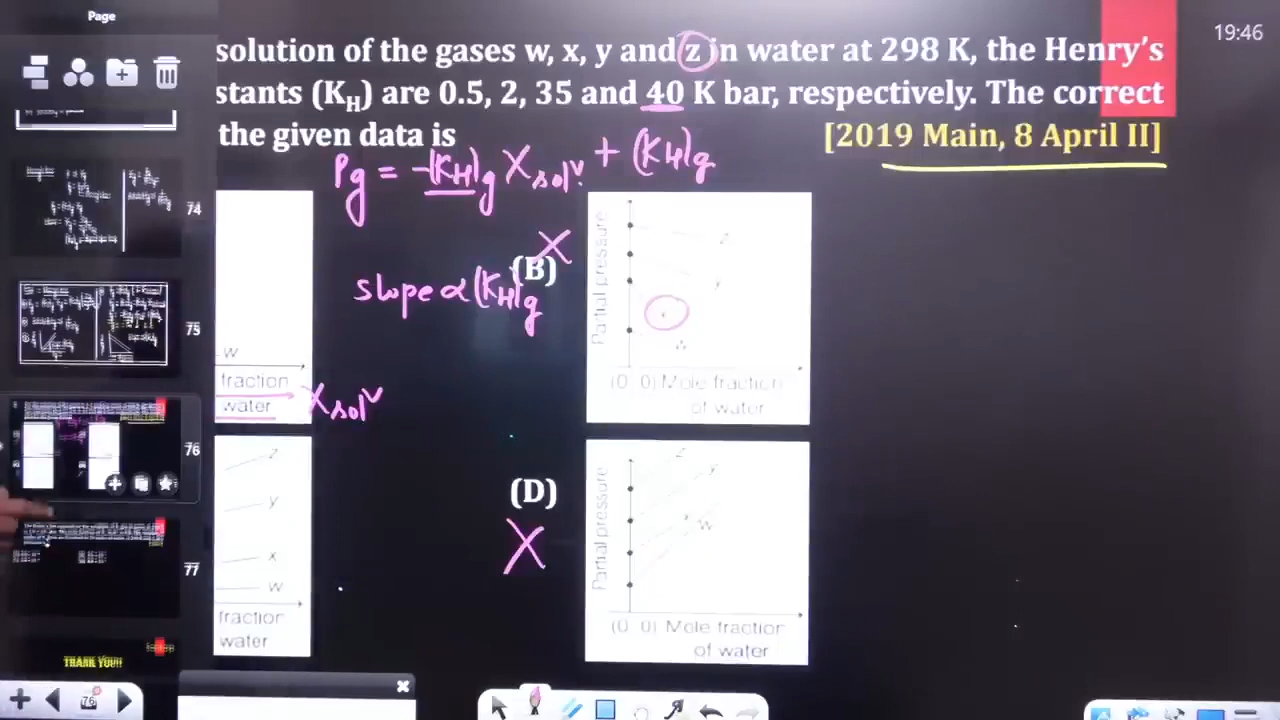 Page
19:46
solution of the gases w, x, y and z in water at 298 K, the Henry's
stants (K_H) are 0.5, 2, 35 and 40 K bar, respectively. The correct
the given data is
[2019 Main, 8 April II]
Pg = -(KH)g Xsolv. + (KH)g
slope ∝ (KH)g
(B)
X
Partial pressure
z
y
(0, 0) Mole fraction
of water
W
fraction
water
Xsolv
z
y
x
W
fraction
water
(D)
X
Partial pressure
z
y
x
W
(0, 0) Mole fraction
of water
74
75
76
77
THANK YOU!!
76